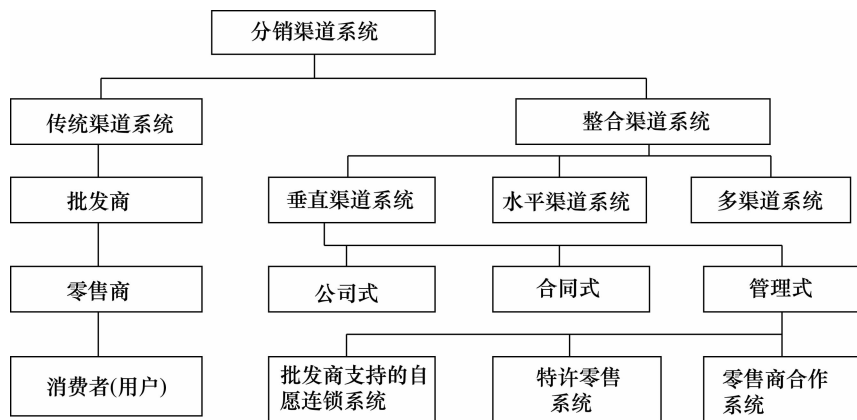 分销渠道系统
传统渠道系统
整合渠道系统
批发商
垂直渠道系统
水平渠道系统
多渠道系统
零售商
公司式
合同式
管理式
消费者(用户)
批发商支持的自
愿连锁系统
特许零售
系统
零售商合作
系统